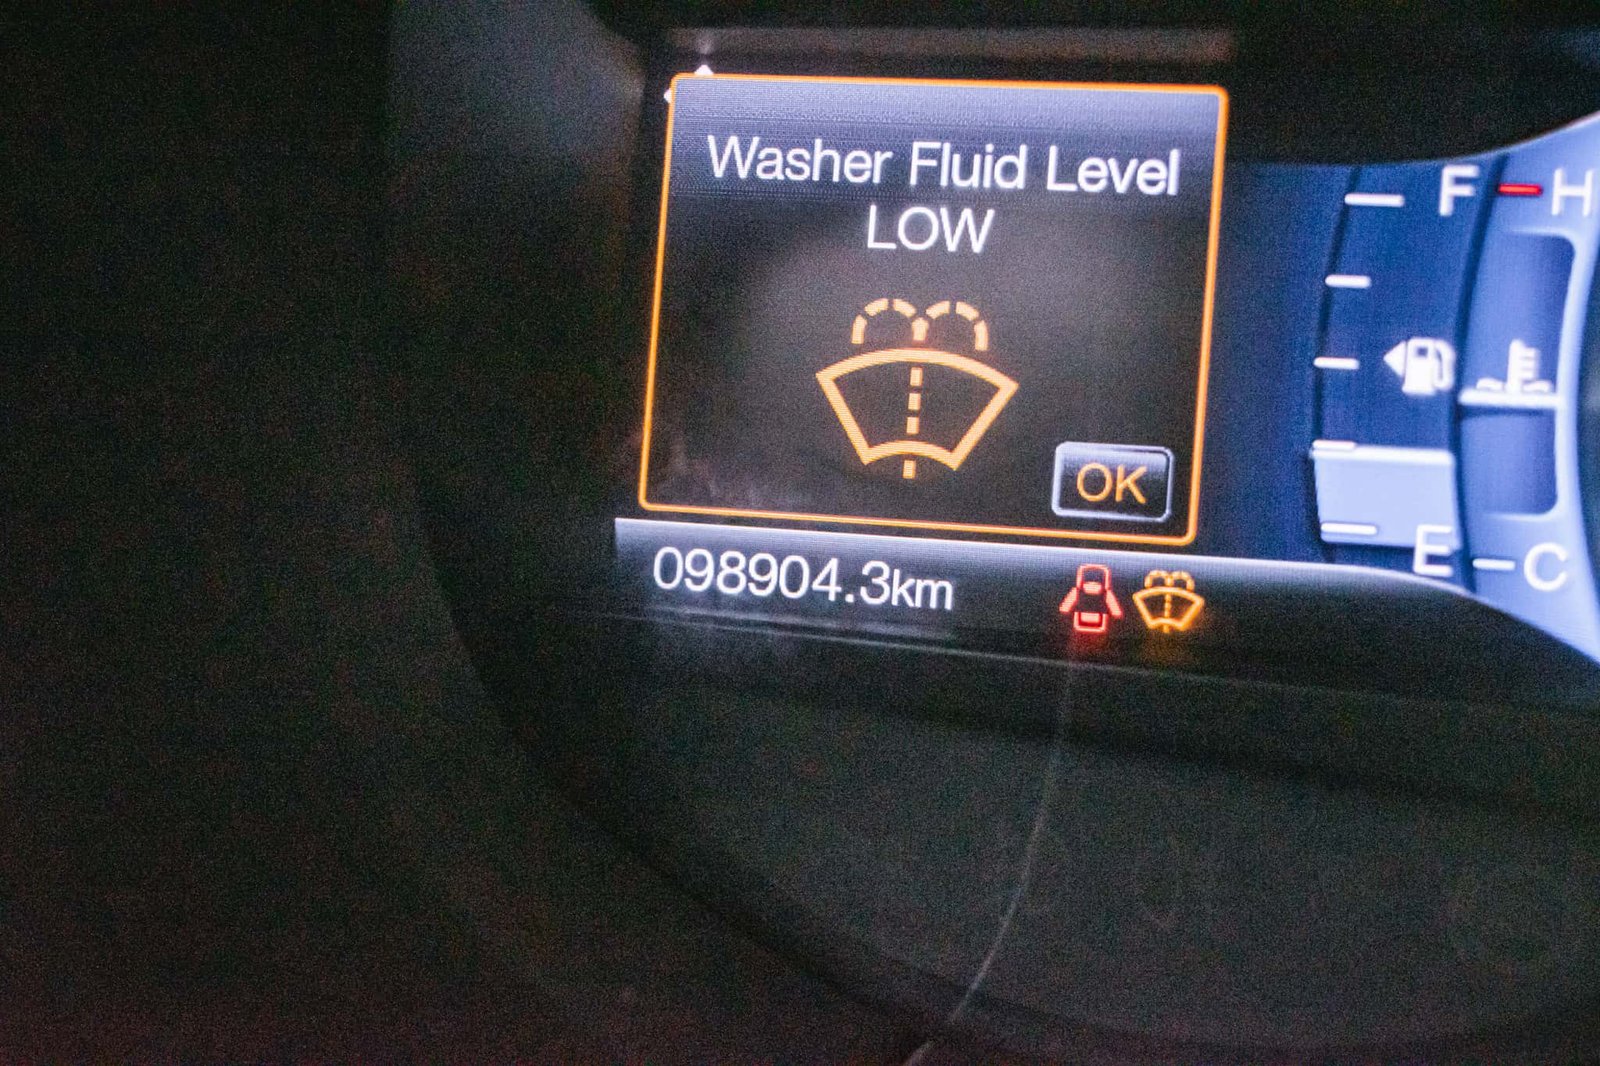 Washer Fluid Level
LOW
OK
098904.3km
F
E
H
C